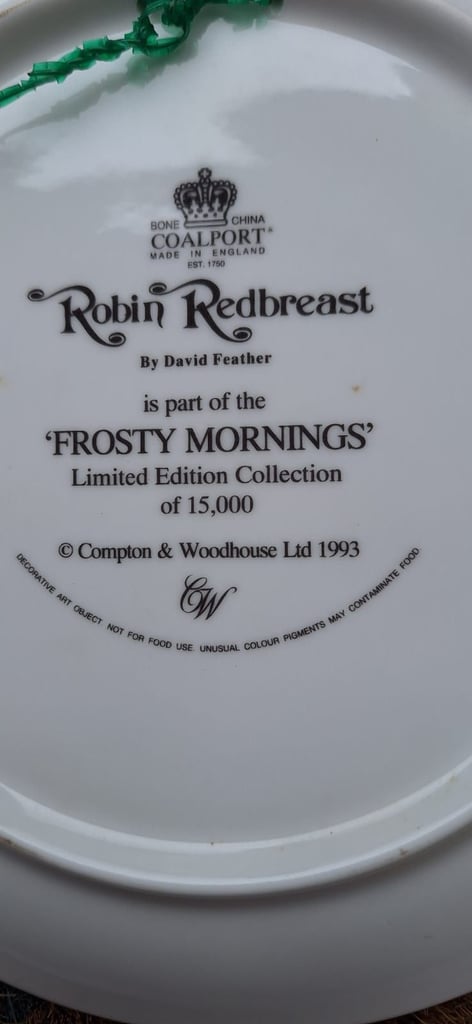 BONE CHINA
COALPORT®
MADE IN ENGLAND
EST. 1750
Robin Redbreast
By David Feather
is part of the
‘FROSTY MORNINGS’
Limited Edition Collection
of 15,000
© Compton & Woodhouse Ltd 1993
CW
DECORATIVE ART OBJECT NOT FOR FOOD USE. UNUSUAL COLOUR PIGMENTS MAY CONTAMINATE FOOD.